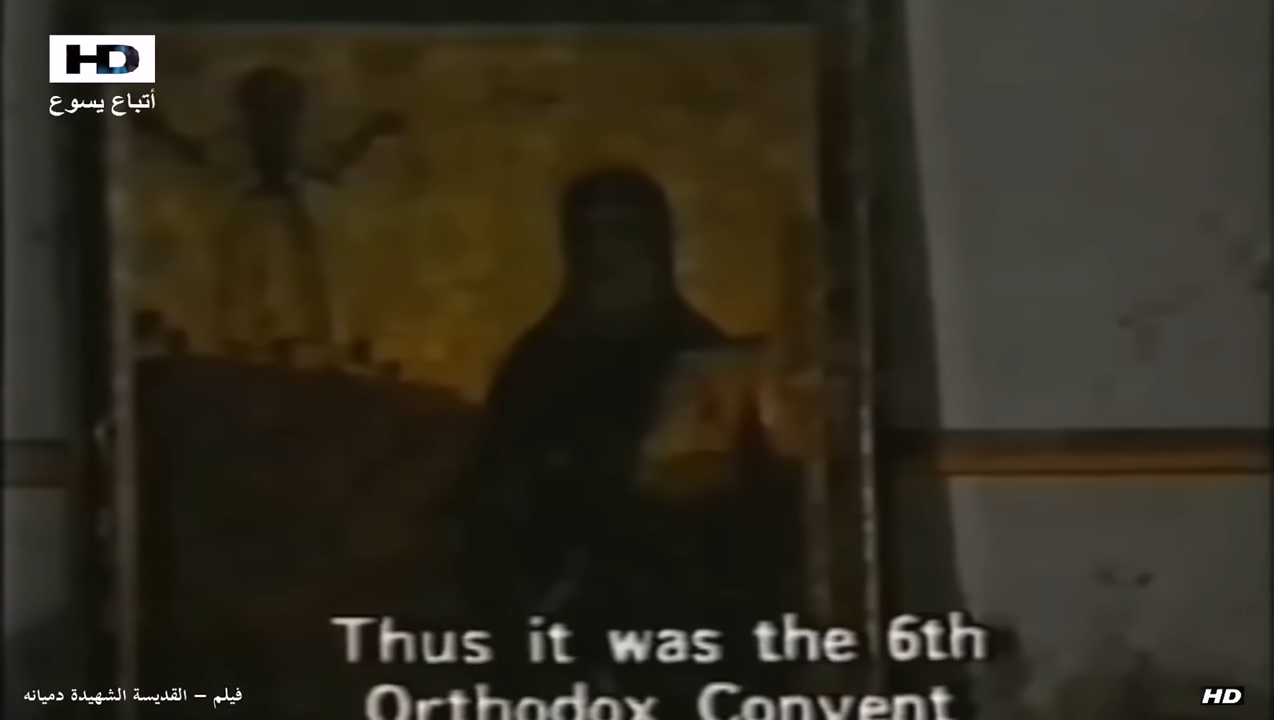 HD
أتباع يسوع
Thus it was the 6th
Orthodox Convent
فيلم – القديسة الشهيدة دميانه
HD